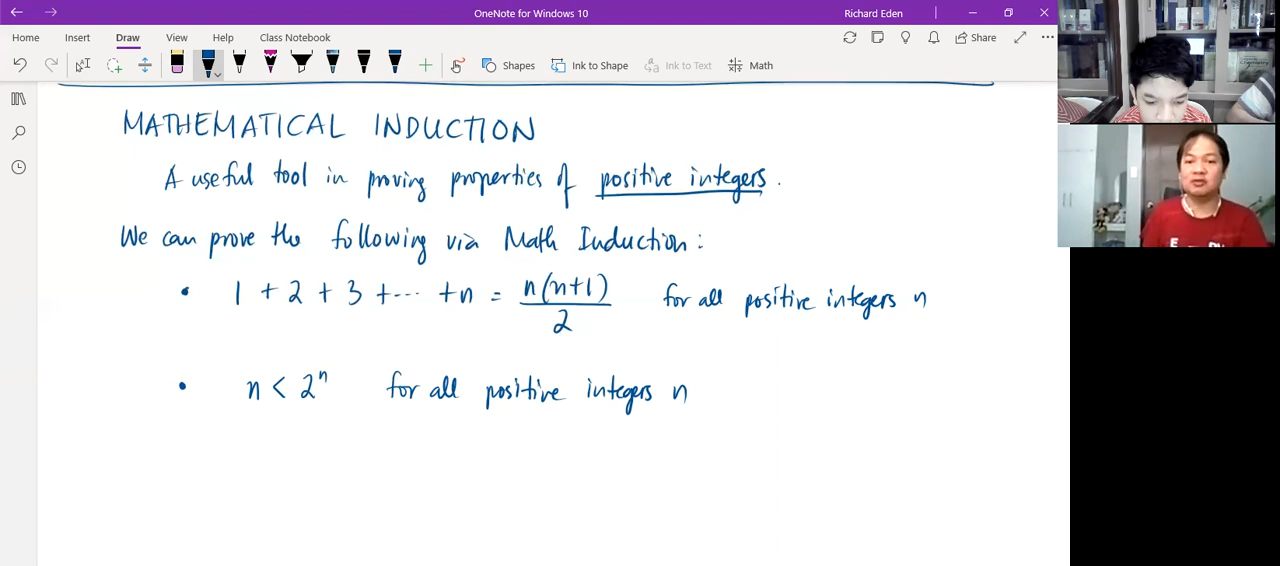 OneNote for Windows 10
Richard Eden
Home Insert Draw View Help Class Notebook
Share
Shapes Ink to Shape Ink to Text Math
MATHEMATICAL INDUCTION
A useful tool in proving properties of positive integers.
We can prove the following via Math Induction:
• 1 + 2 + 3 + ... + n = n(n+1)/2 for all positive integers n
• n < 2ⁿ for all positive integers n